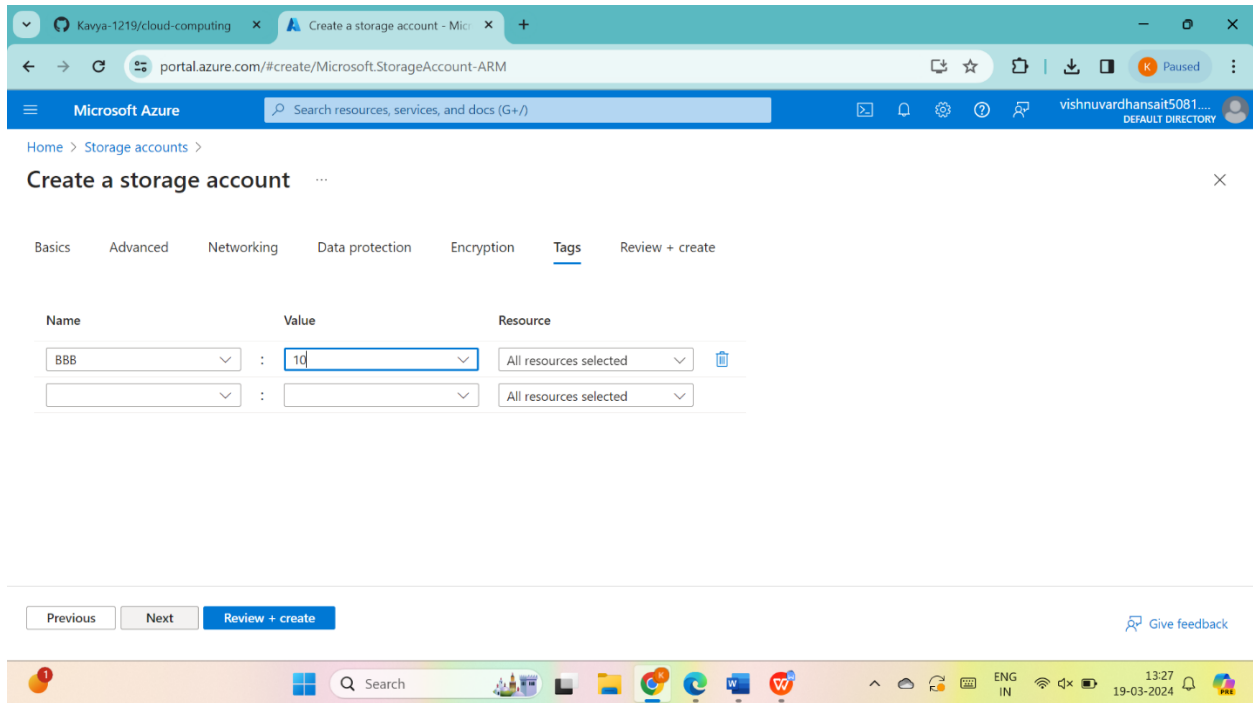 Kavya-1219/cloud-computing
Create a storage account - Mic
portal.azure.com/#create/Microsoft.StorageAccount-ARM
K Paused
Microsoft Azure
Search resources, services, and docs (G+/)
vishnuvardhansait5081....
DEFAULT DIRECTORY
Home > Storage accounts >
Create a storage account ...
Basics Advanced Networking Data protection Encryption Tags Review + create
Name Value Resource
BBB : 10 All resources selected
: All resources selected
Previous Next Review + create
Give feedback
1 Search W K ENG 13:27
IN 19-03-2024 PRE